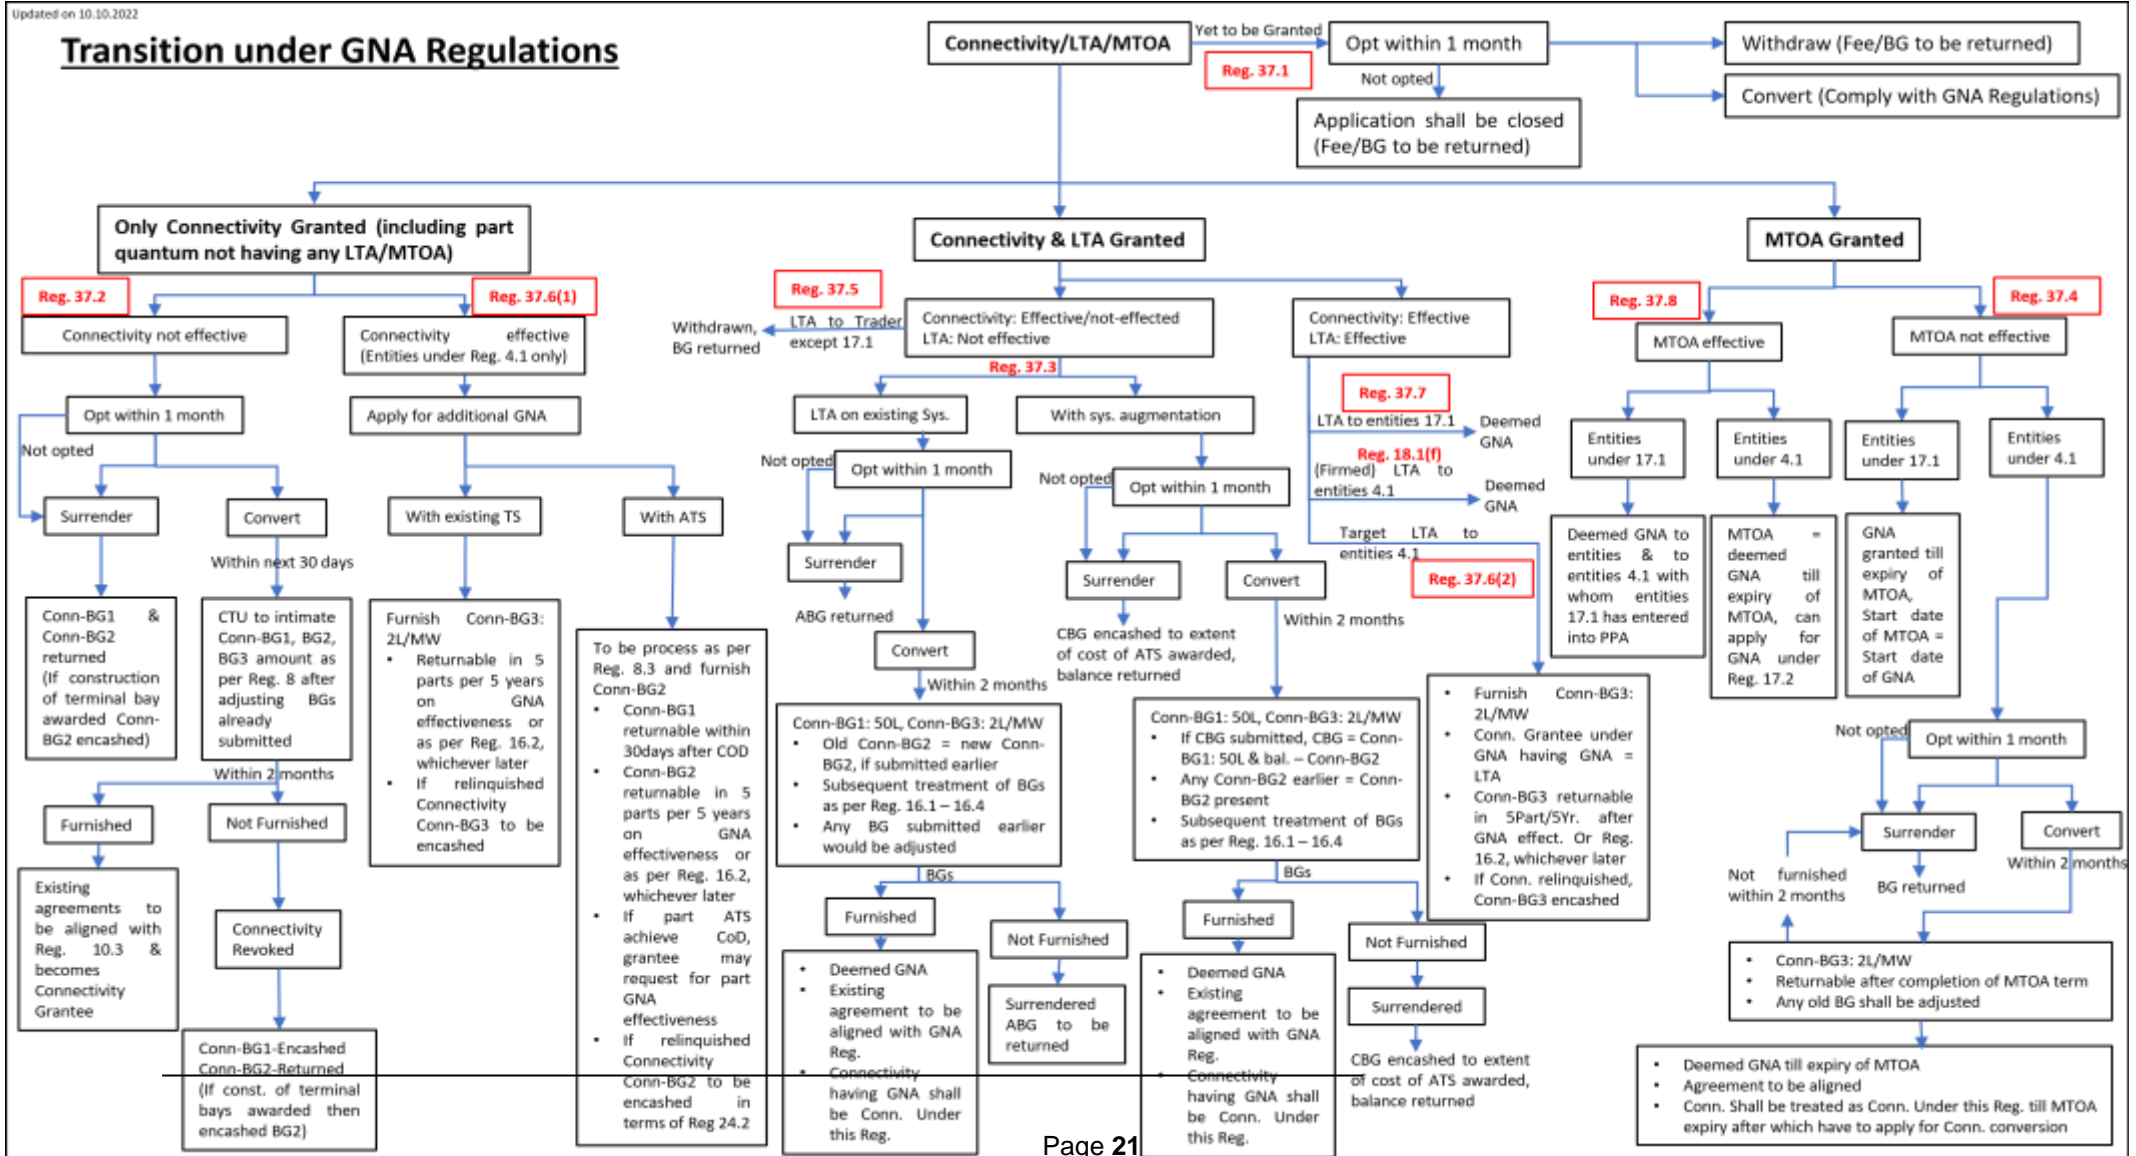 Updated on 10.10.2022
Transition under GNA Regulations
Connectivity/LTA/MTOA
Yet to be Granted
Reg. 37.1
Opt within 1 month
Not opted
Withdraw (Fee/BG to be returned)
Convert (Comply with GNA Regulations)
Application shall be closed
(Fee/BG to be returned)
Only Connectivity Granted (including part
quantum not having any LTA/MTOA)
Connectivity & LTA Granted
MTOA Granted
Reg. 37.2
Reg. 37.6(1)
Connectivity not effective
Connectivity effective
(Entities under Reg. 4.1 only)
Opt within 1 month
Not opted
Apply for additional GNA
Surrender
Convert
With existing TS
With ATS
Within next 30 days
Conn-BG1 &
Conn-BG2
returned
(If construction
of terminal bay
awarded Conn-
BG2 encashed)
CTU to intimate
Conn-BG1, BG2,
BG3 amount as
per Reg. 8 after
adjusting BGs
already
submitted
Within 2 months
Furnished
Not Furnished
Existing
agreements to
be aligned with
Reg. 10.3 &
becomes
Connectivity
Grantee
Connectivity
Revoked
Conn-BG1-Encashed
Conn-BG2-Returned
(If const. of terminal
bays awarded then
encashed BG2)
Furnish Conn-BG3:
2L/MW
• Returnable in 5
parts per 5 years
on GNA
effectiveness or
as per Reg. 16.2,
whichever later
• If relinquished
Connectivity
Conn-BG3 to be
encashed
To be process as per
Reg. 8.3 and furnish
Conn-BG2
• Conn-BG1
returnable within
30days after COD
• Conn-BG2
returnable in 5
parts per 5 years
on GNA
effectiveness or
as per Reg. 16.2,
whichever later
• If part ATS
achieve CoD,
grantee may
request for part
GNA
effectiveness
• If relinquished
Connectivity
Conn-BG2 to be
encashed in
terms of Reg 24.2
Reg. 37.5
Withdrawn,
BG returned
LTA to Trader
except 17.1
Connectivity: Effective/not-effected
LTA: Not effective
Connectivity: Effective
LTA: Effective
Reg. 37.3
LTA on existing Sys.
With sys. augmentation
Not opted
Opt within 1 month
Surrender
ABG returned
Convert
Within 2 months
Conn-BG1: 50L, Conn-BG3: 2L/MW
• Old Conn-BG2 = new Conn-
BG2, if submitted earlier
• Subsequent treatment of BGs
as per Reg. 16.1 – 16.4
• Any BG submitted earlier
would be adjusted
BGs
Furnished
Not Furnished
• Deemed GNA
• Existing
agreement to be
aligned with GNA
Reg.
• Connectivity
having GNA shall
be Conn. Under
this Reg.
Surrendered
ABG to be
returned
Not opted
Opt within 1 month
Surrender
Convert
CBG encashed to extent
of cost of ATS awarded,
balance returned
Within 2 months
Conn-BG1: 50L, Conn-BG3: 2L/MW
• If CBG submitted, CBG = Conn-
BG1: 50L & bal. – Conn-BG2
• Any Conn-BG2 earlier = Conn-
BG2 present
• Subsequent treatment of BGs
as per Reg. 16.1 – 16.4
BGs
Furnished
Not Furnished
• Deemed GNA
• Existing
agreement to be
aligned with GNA
Reg.
• Connectivity
having GNA shall
be Conn. Under
this Reg.
Surrendered
CBG encashed to extent
of cost of ATS awarded,
balance returned
Reg. 37.7
LTA to entities 17.1
Deemed
GNA
Reg. 18.1(f)
(Firmed) LTA to
entities 4.1
Deemed
GNA
Target LTA to
entities 4.1
Reg. 37.6(2)
• Furnish Conn-BG3:
2L/MW
• Conn. Grantee under
GNA having GNA =
LTA
• Conn-BG3 returnable
in 5Part/5Yr. after
GNA effect. Or Reg.
16.2, whichever later
• If Conn. relinquished,
Conn-BG3 encashed
Reg. 37.8
Reg. 37.4
MTOA effective
MTOA not effective
Entities
under 17.1
Entities
under 4.1
Entities
under 17.1
Entities
under 4.1
Deemed GNA to
entities & to
entities 4.1 with
whom entities
17.1 has entered
into PPA
MTOA =
deemed
GNA till
expiry of
MTOA, can
apply for
GNA under
Reg. 17.2
GNA
granted till
expiry of
MTOA,
Start date
of MTOA =
Start date
of GNA
Not opted
Opt within 1 month
Surrender
Convert
BG returned
Within 2 months
Not furnished
within 2 months
• Conn-BG3: 2L/MW
• Returnable after completion of MTOA term
• Any old BG shall be adjusted
• Deemed GNA till expiry of MTOA
• Agreement to be aligned
• Conn. Shall be treated as Conn. Under this Reg. till MTOA
expiry after which have to apply for Conn. conversion
Page 21